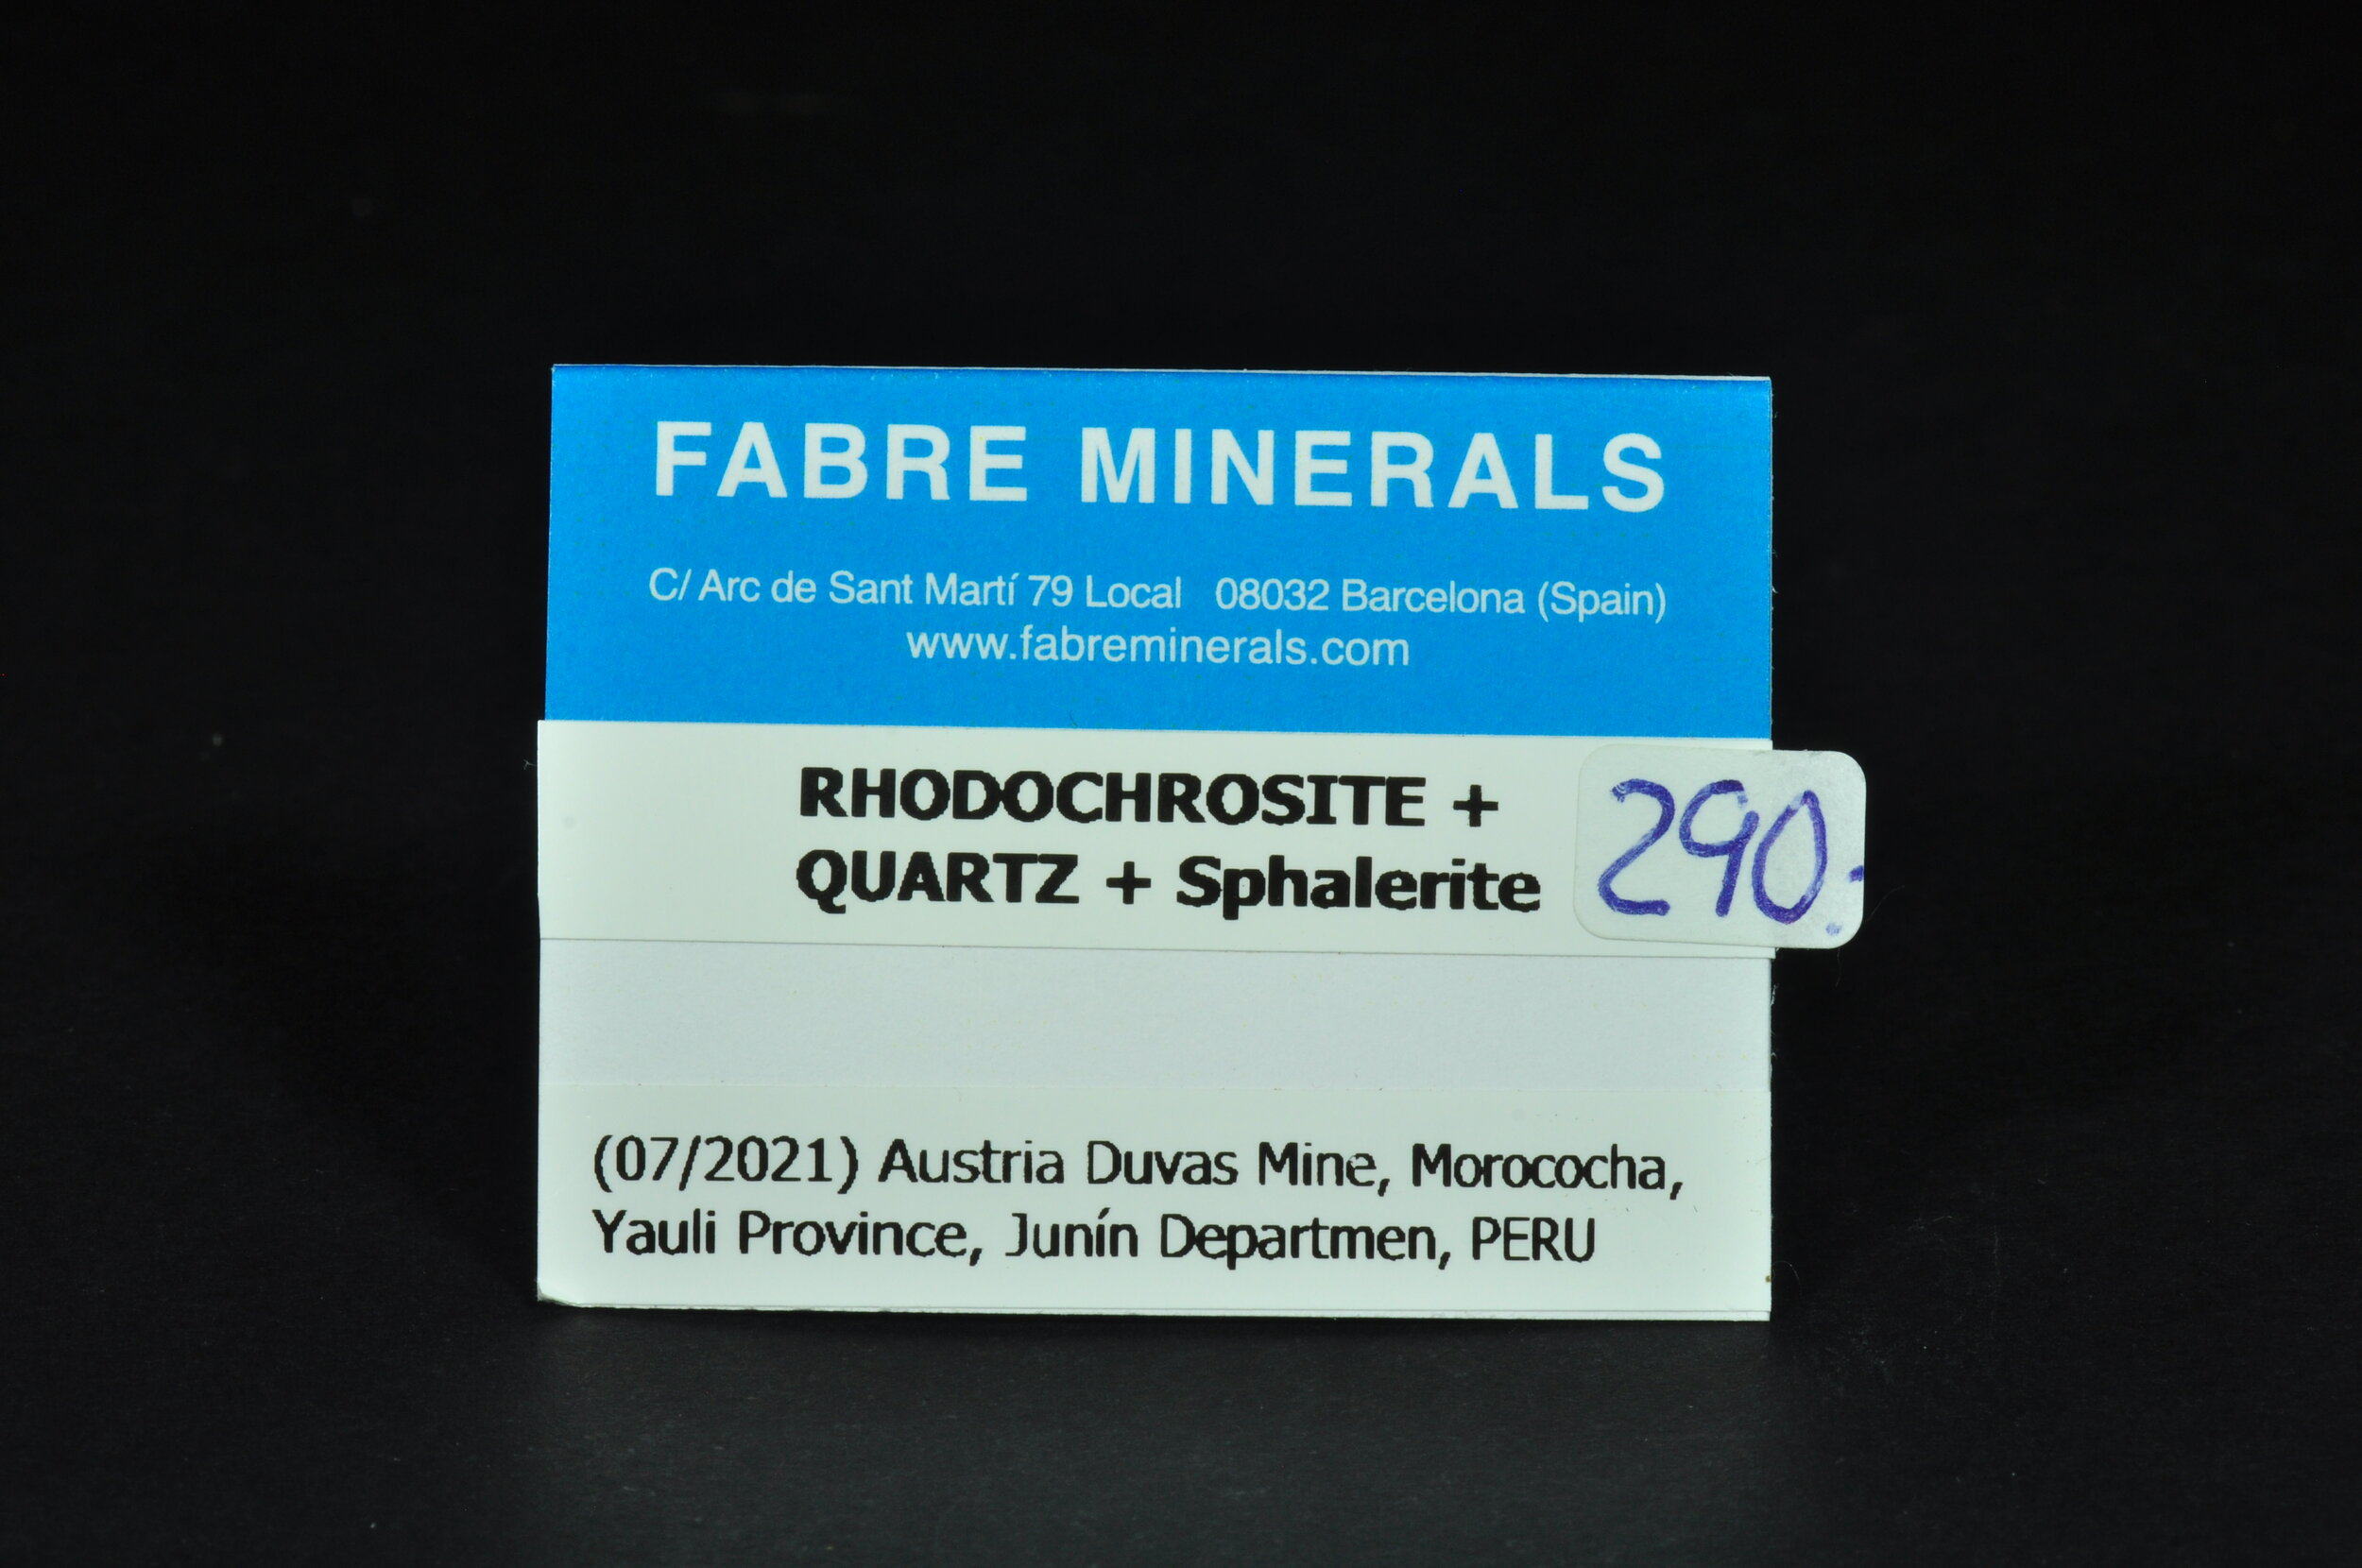 FABRE MINERALS
C/ Arc de Sant Martí 79 Local 08032 Barcelona (Spain)
www.fabreminerals.com
RHODOCHROSITE +
QUARTZ + Sphalerite
290.-
(07/2021) Austria Duvas Mine, Morococha,
Yauli Province, Junín Departmen, PERU